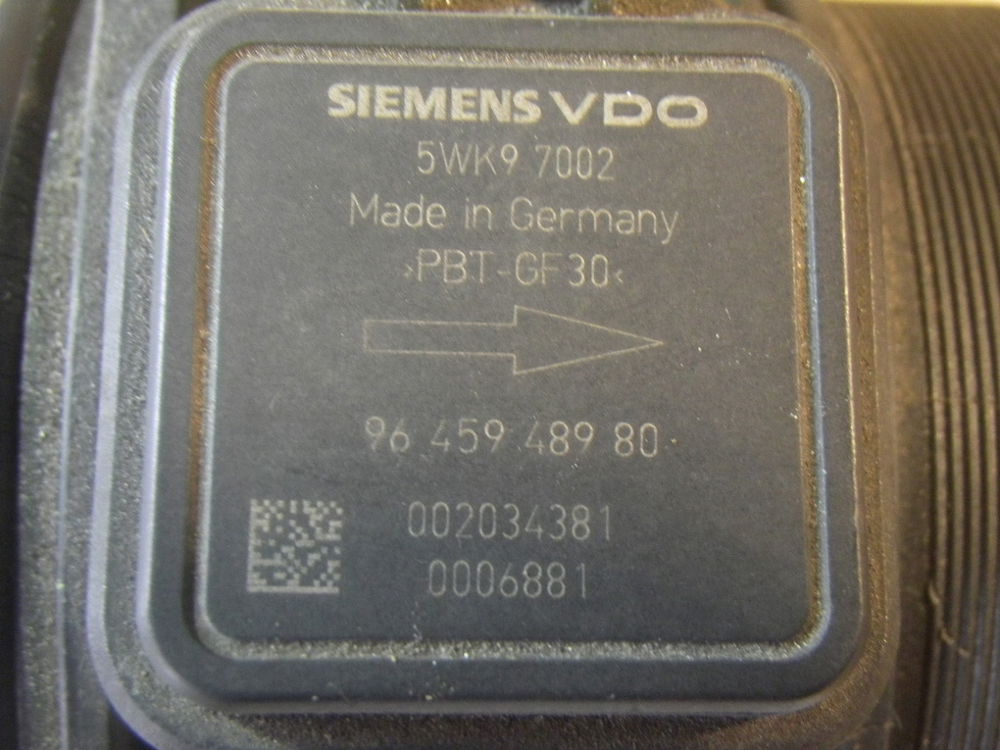 SIEMENS VDO
5WK9 7002
Made in Germany
>PBT-GF30<
96 459 489 80
002034381
0006881